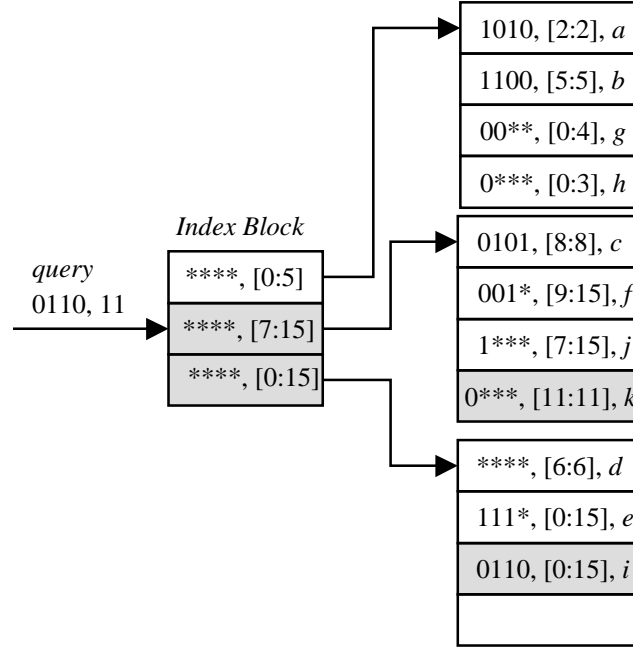 1010, [2:2], a
1100, [5:5], b
00**, [0:4], g
0***, [0:3], h
Index Block
query
0110, 11
****, [0:5]
****, [7:15]
****, [0:15]
0101, [8:8], c
001*, [9:15], f
1***, [7:15], j
0***, [11:11], k
****, [6:6], d
111*, [0:15], e
0110, [0:15], i